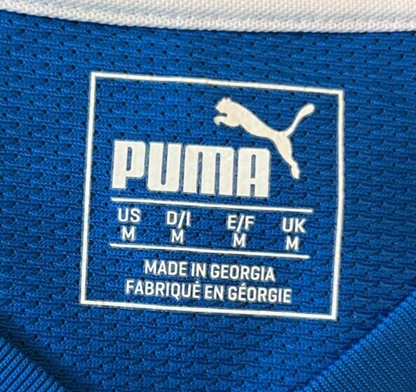 PUMA
US D/I E/F UK
M M M M
MADE IN GEORGIA
FABRIQUÉ EN GÉORGIE